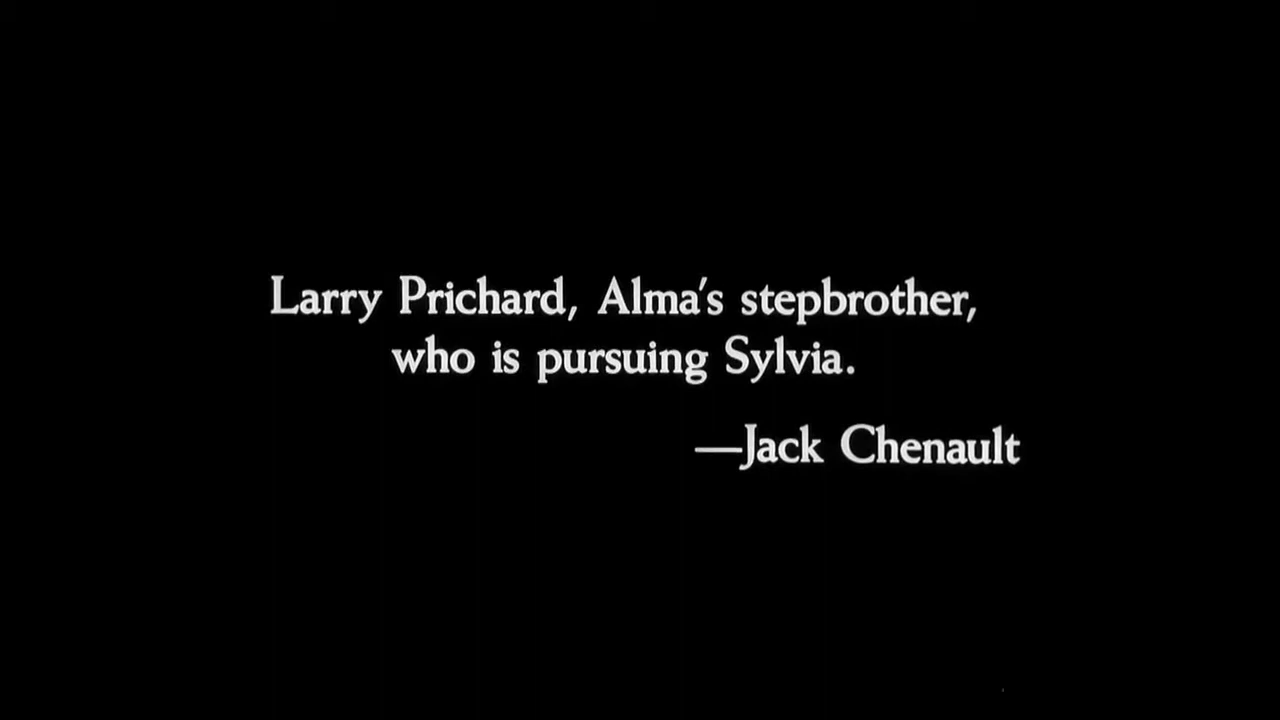 Larry Prichard, Alma's stepbrother,
who is pursuing Sylvia.
—Jack Chenault